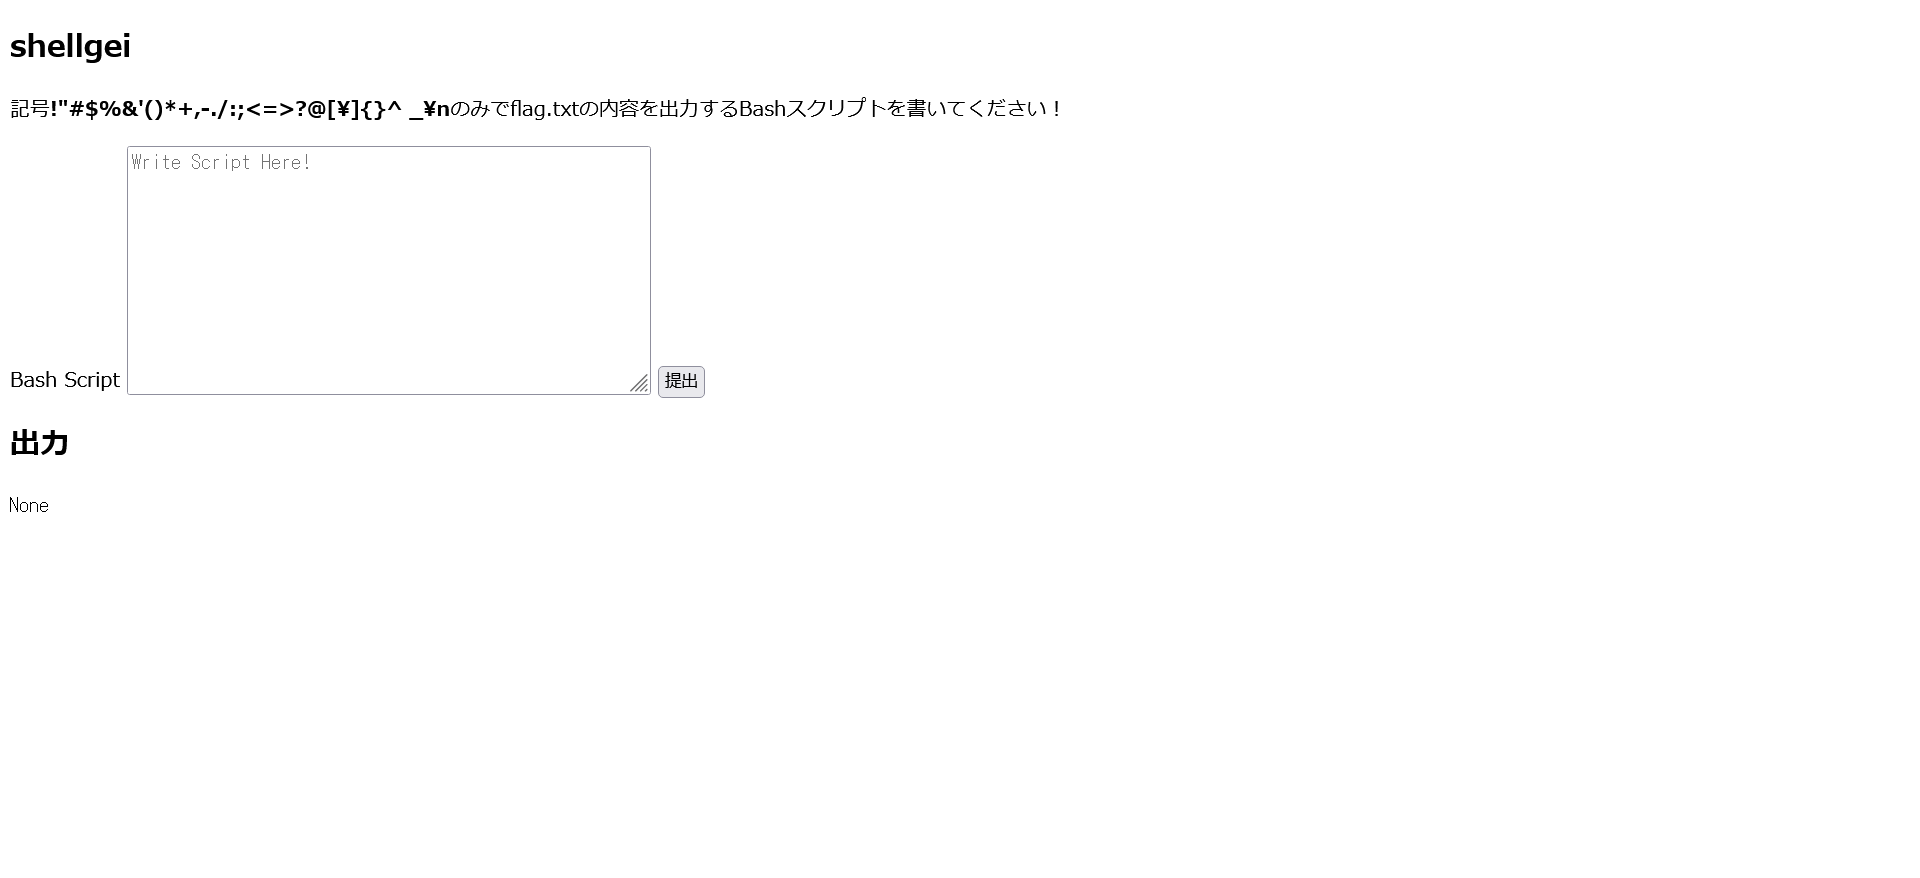 shellgei
記号!"#$%&'()*+,-./:;<=>?@[¥]{}^ _¥nのみでflag.txtの内容を出力するBashスクリプトを書いてください！
Write Script Here!
Bash Script 提出
出力
None